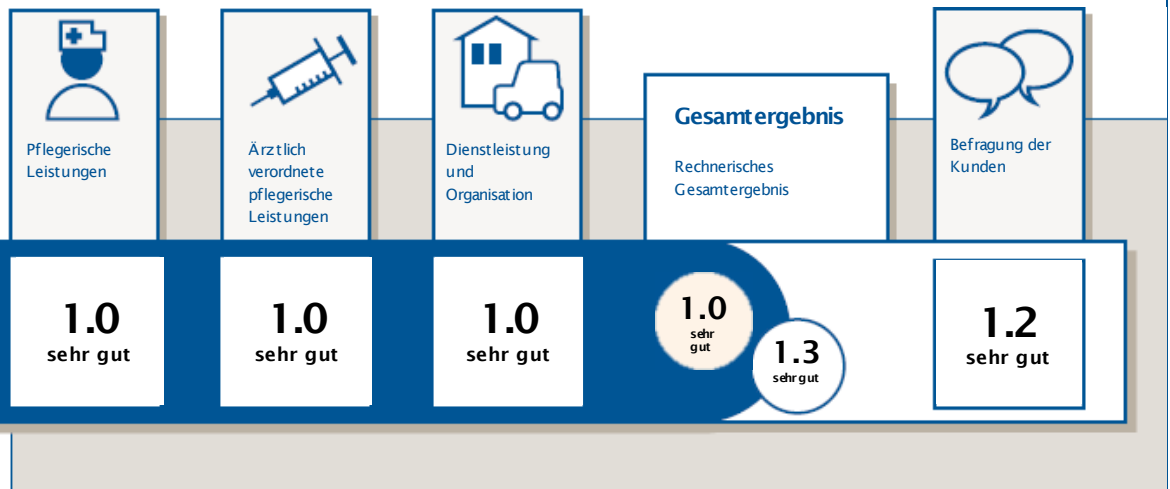 Pflegerische
Leistungen
Ärztlich
verordnete
pflegerische
Leistungen
Dienstleistung
und
Organisation
Gesamtergebnis
Rechnerisches
Gesamtergebnis
Befragung der
Kunden
1.0
sehr gut
1.0
sehr gut
1.0
sehr gut
1.0
sehr
gut
1.3
sehr gut
1.2
sehr gut